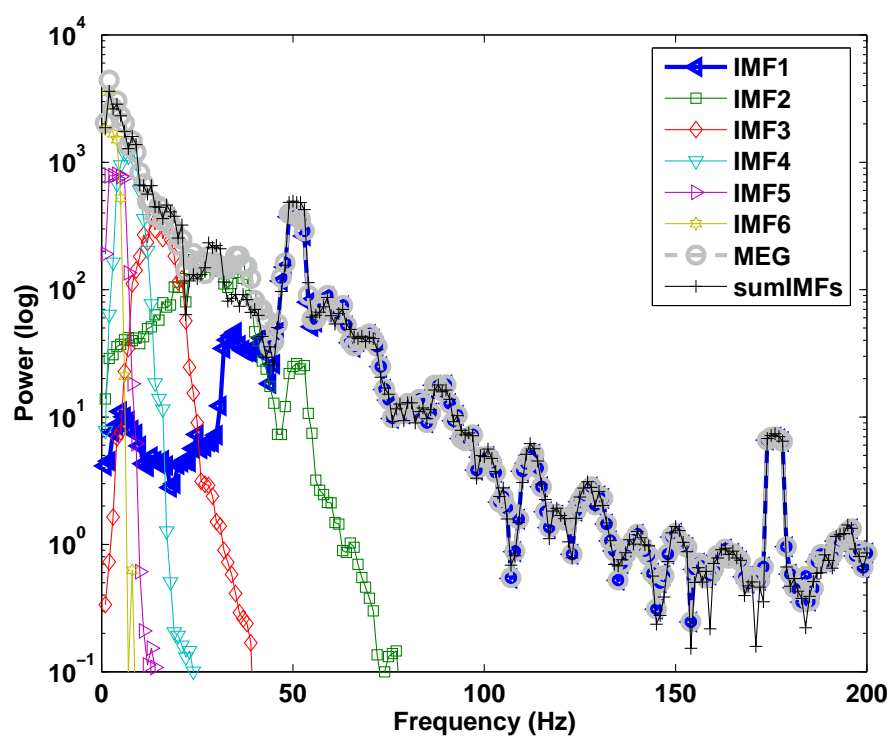 10^4
10^3
10^2
10^1
10^0
10^−1
Power (log)
IMF1
IMF2
IMF3
IMF4
IMF5
IMF6
MEG
sumIMFs
0 50 100 150 200
Frequency (Hz)